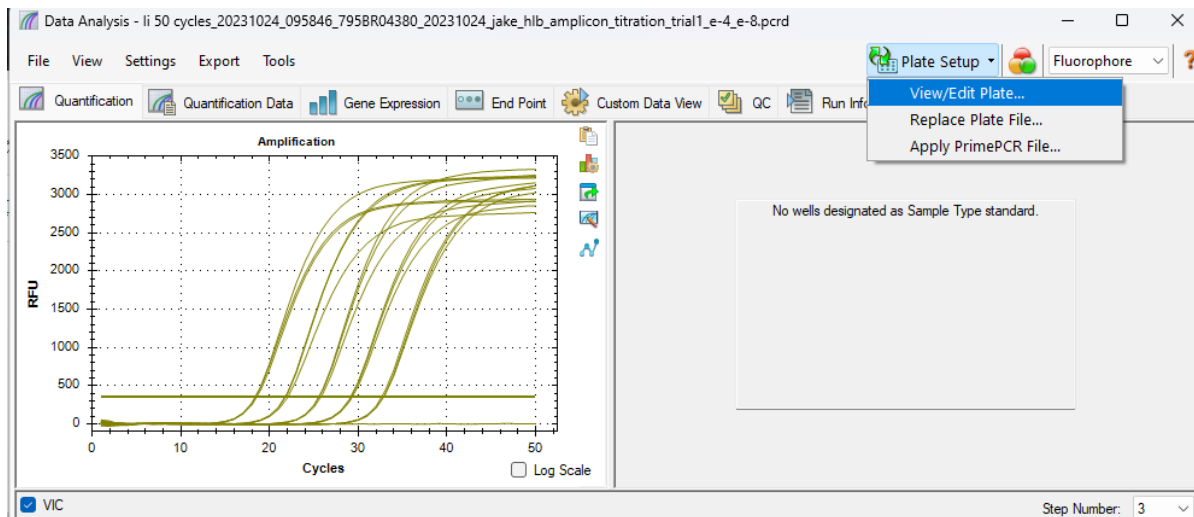 Data Analysis - li 50 cycles_20231024_095846_795BR04380_20231024_jake_hlb_amplicon_titration_trial1_e-4_e-8.pcrd
File View Settings Export Tools
Plate Setup
Fluorophore
?
View/Edit Plate...
Replace Plate File...
Apply PrimePCR File...
Quantification
Quantification Data
Gene Expression
End Point
Custom Data View
QC
Amplification
3500
3000
2500
2000
1500
1000
500
0
RFU
0 10 20 30 40 50
Cycles
Log Scale
No wells designated as Sample Type standard.
VIC
Step Number: 3